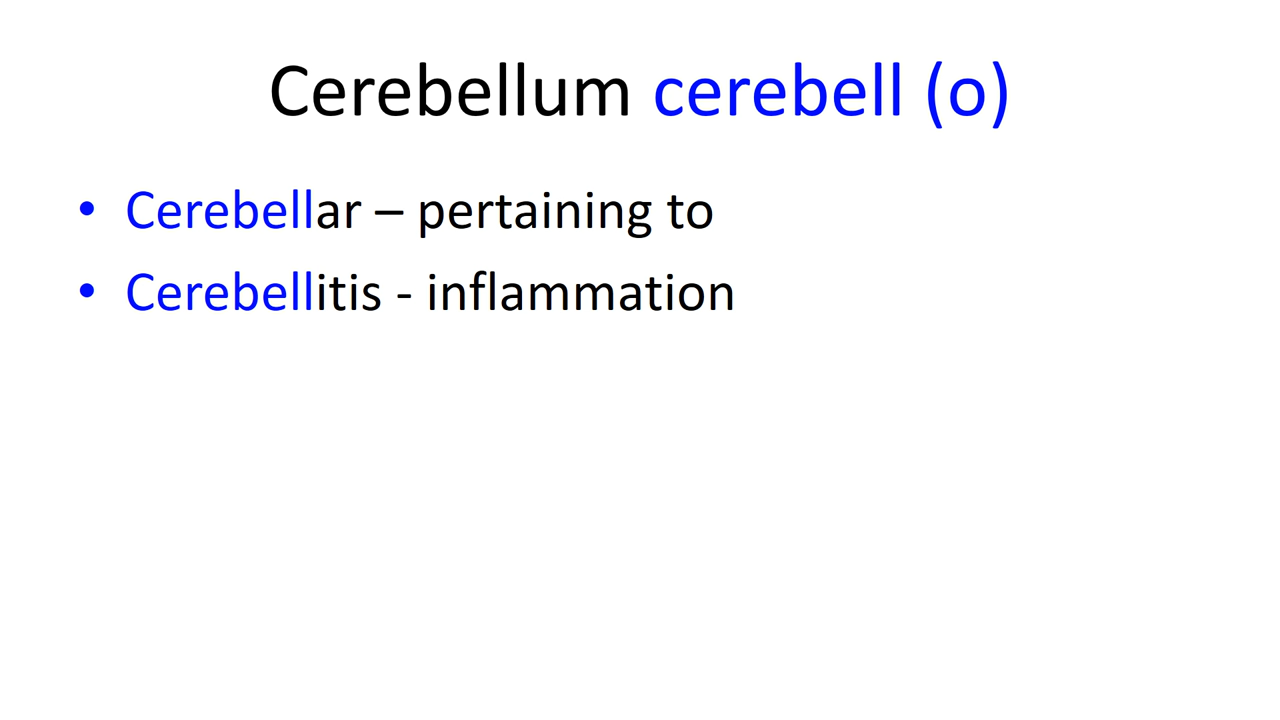 Cerebellum cerebell (o)
• Cerebellar – pertaining to
• Cerebellitis - inflammation